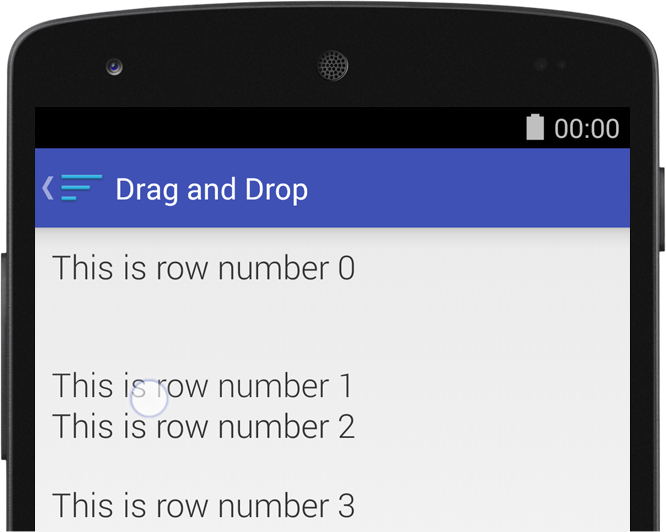 00:00
Drag and Drop
This is row number 0
This is row number 1
This is row number 2
This is row number 3